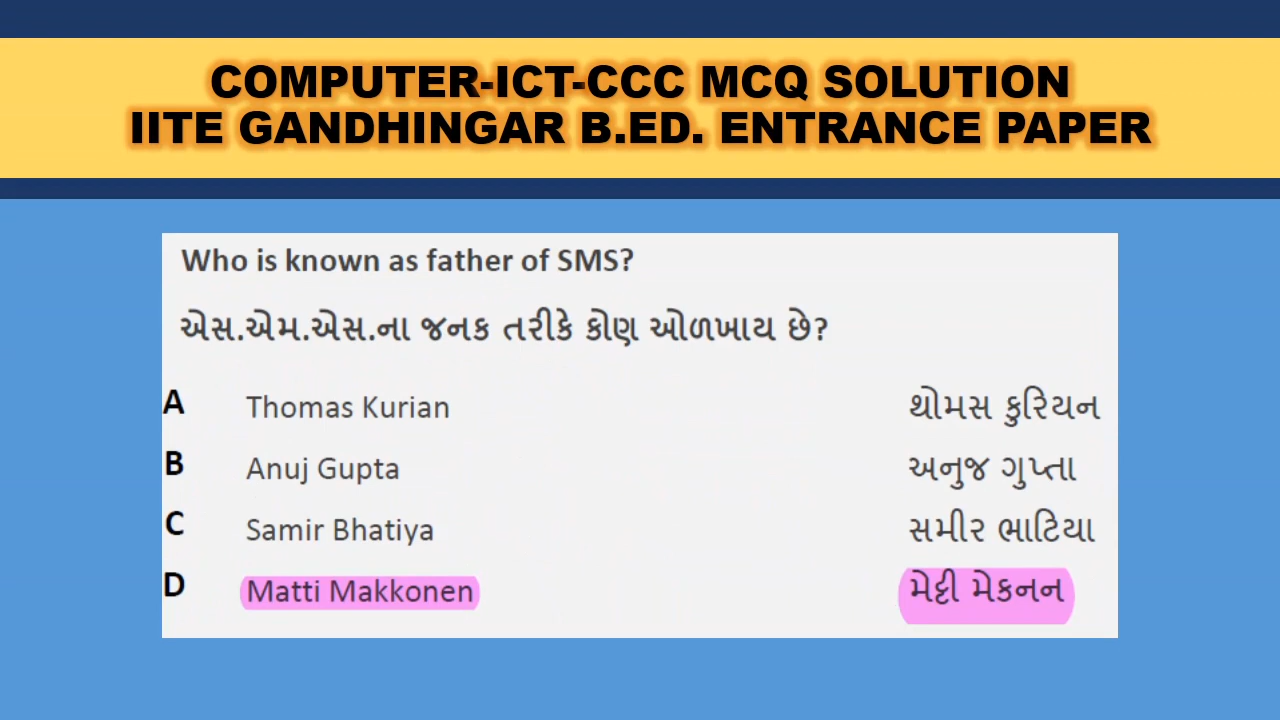 COMPUTER-ICT-CCC MCQ SOLUTION
IITE GANDHINGAR B.ED. ENTRANCE PAPER
Who is known as father of SMS?
એસ.એમ.એસ.ના જનક તરીકે કોણ ઓળખાય છે?
A Thomas Kurian થોમસ કુરિયન
B Anuj Gupta અનુજ ગુપ્તા
C Samir Bhatiya સમીર ભાટિયા
D Matti Makkonen મેટ્ટી મેકનન